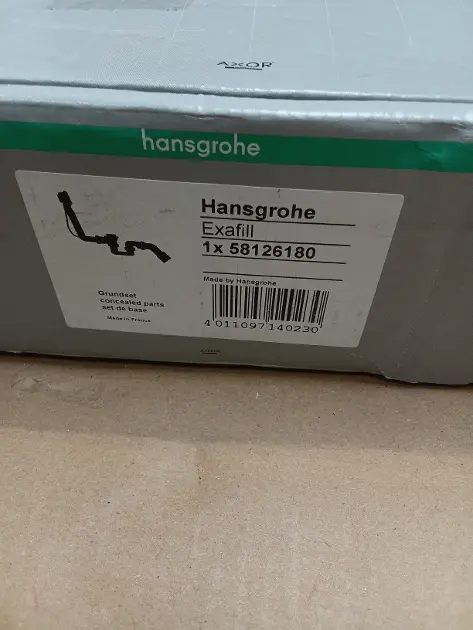 AXOR
hansgrohe
Hansgrohe
Exafill
1x 58126180
Made by Hansgrohe
Grundset
concealed parts
set de base
Made in France
4 011097 140230
AXOR